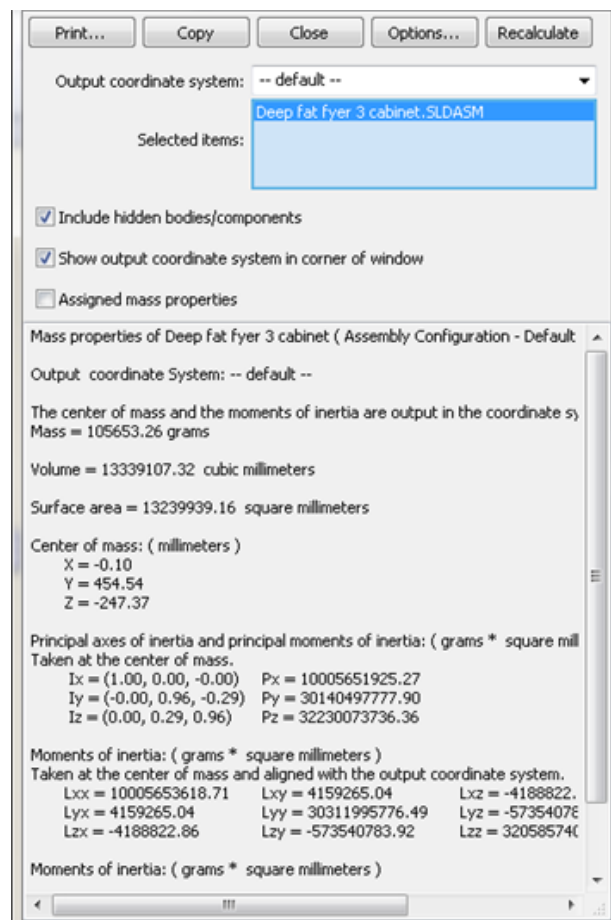 Print... Copy Close Options... Recalculate
Output coordinate system: -- default --
Deep fat fyer 3 cabinet.SLDASM
Selected items:
Include hidden bodies/components
Show output coordinate system in corner of window
Assigned mass properties
Mass properties of Deep fat fyer 3 cabinet ( Assembly Configuration - Default
Output coordinate System: -- default --
The center of mass and the moments of inertia are output in the coordinate sy
Mass = 105653.26 grams
Volume = 13339107.32 cubic millimeters
Surface area = 13239939.16 square millimeters
Center of mass: ( millimeters )
X = -0.10
Y = 454.54
Z = -247.37
Principal axes of inertia and principal moments of inertia: ( grams * square mill
Taken at the center of mass.
Ix = (1.00, 0.00, -0.00) Px = 10005651925.27
Iy = (-0.00, 0.96, -0.29) Py = 30140497777.90
Iz = (0.00, 0.29, 0.96) Pz = 32230073736.36
Moments of inertia: ( grams * square millimeters )
Taken at the center of mass and aligned with the output coordinate system.
Lxx = 10005653618.71 Lxy = 4159265.04 Lxz = -4188822.
Lyx = 4159265.04 Lyy = 30311995776.49 Lyz = -57354078
Lzx = -4188822.86 Lzy = -573540783.92 Lzz = 320585740
Moments of inertia: ( grams * square millimeters )